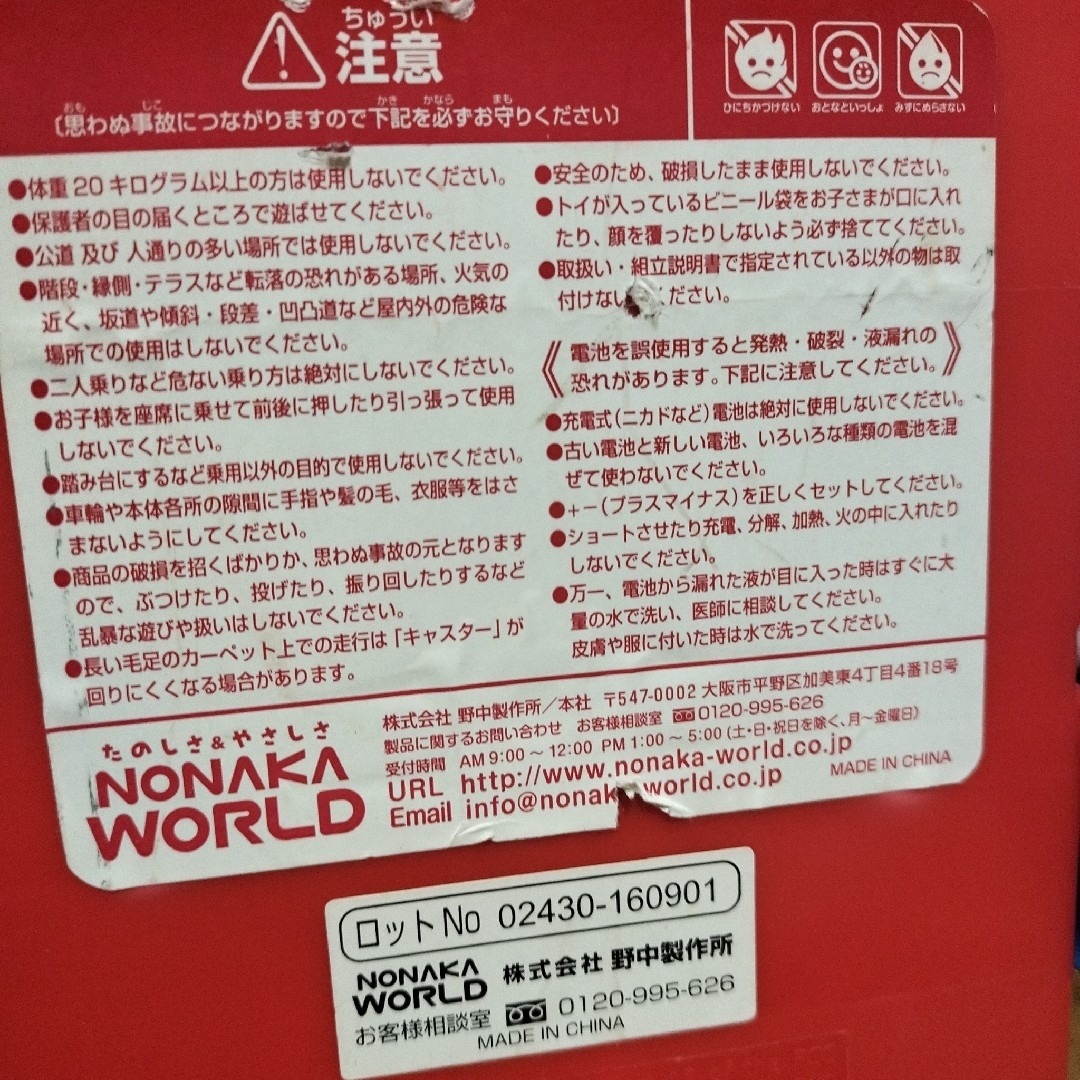 ちゅうい
注意
おも じこ かき かなら まも
〔思わぬ事故につながりますので下記を必ずお守りください〕
ひにちかづけない おとなといっしょ みずにぬらさない
●体重20キログラム以上の方は使用しないでください。
●保護者の目の届くところで遊ばせてください。
●公道 及び 人通りの多い場所では使用しないでください。
●階段・縁側・テラスなど転落の恐れがある場所、火気の
近く、坂道や傾斜・段差・凹凸道など屋内外の危険な
場所での使用はしないでください。
●二人乗りなど危ない乗り方は絶対にしないでください。
●お子様を座席に乗せて前後に押したり引っ張って使用
しないでください。
●踏み台にするなど乗用以外の目的で使用しないでください。
●車輪や本体各所の隙間に手指や髪の毛、衣服等をはさ
まないようにしてください。
●商品の破損を招くばかりか、思わぬ事故の元となります
ので、ぶつけたり、投げたり、振り回したりするなど
乱暴な遊びや扱いはしないでください。
●長い毛足のカーペット上での走行は「キャスター」が
回りにくくなる場合があります。
●安全のため、破損したまま使用しないでください。
●トイが入っているビニール袋をお子さまが口に入れ
たり、顔を覆ったりしないよう必ず捨ててください。
●取扱い・組立説明書で指定されている以外の物は取
付けない ください。
《電池を誤使用すると発熱・破裂・液漏れの
恐れがあります。下記に注意してください。》
●充電式(ニカドなど)電池は絶対に使用しないでください。
●古い電池と新しい電池、いろいろな種類の電池を混
ぜて使わないでください。
●+−(プラスマイナス)を正しくセットしてください。
●ショートさせたり充電、分解、加熱、火の中に入れたり
しないでください。
●万一、電池から漏れた液が目に入った時はすぐに大
量の水で洗い、医師に相談してください。
皮膚や服に付いた時は水で洗ってください。
たのしさ&やさしさ
NONAKA
WORLD
株式会社 野中製作所/本社 〒547-0002 大阪市平野区加美東4丁目4番18号
製品に関するお問い合わせ お客様相談室 0120-995-626
受付時間 AM 9:00 ~ 12:00 PM 1:00 ~ 5:00 (土・日・祝日を除く、月~金曜日)
URL http://www.nonaka-world.co.jp
Email info@nonak world.co.jp
MADE IN CHINA
ロットNo 02430-160901
NONAKA
WORLD
株式会社 野中製作所
お客様相談室 0120-995-626
MADE IN CHINA